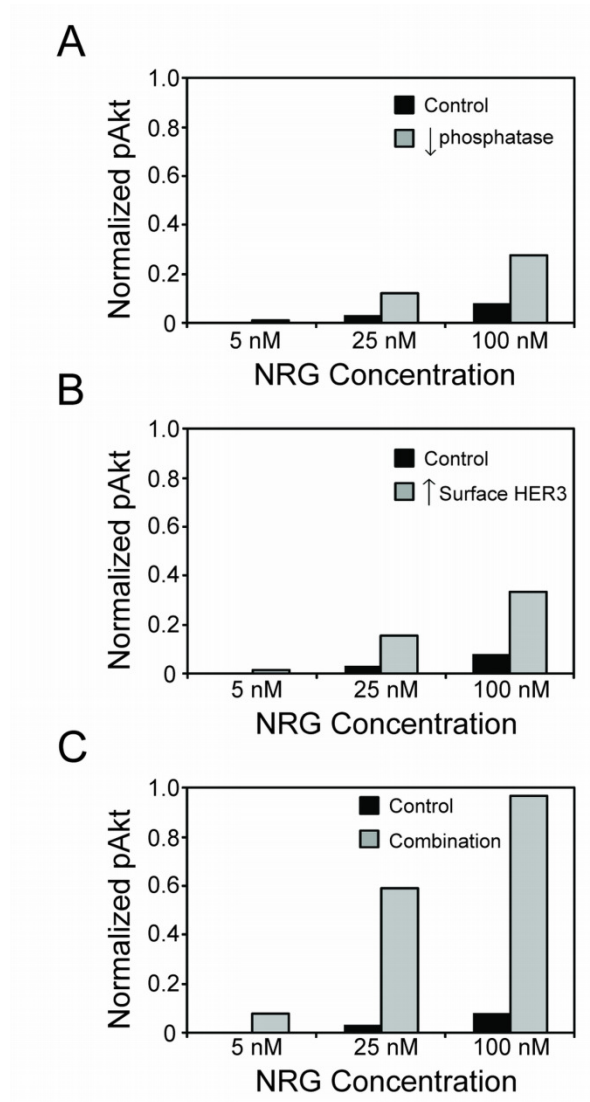 A
1.0
0.8
0.6
0.4
0.2
0
Normalized pAkt
Control
↓ phosphatase
5 nM 25 nM 100 nM
NRG Concentration
B
1.0
0.8
0.6
0.4
0.2
0
Normalized pAkt
Control
↑ Surface HER3
5 nM 25 nM 100 nM
NRG Concentration
C
1.0
0.8
0.6
0.4
0.2
0
Normalized pAkt
Control
Combination
5 nM 25 nM 100 nM
NRG Concentration